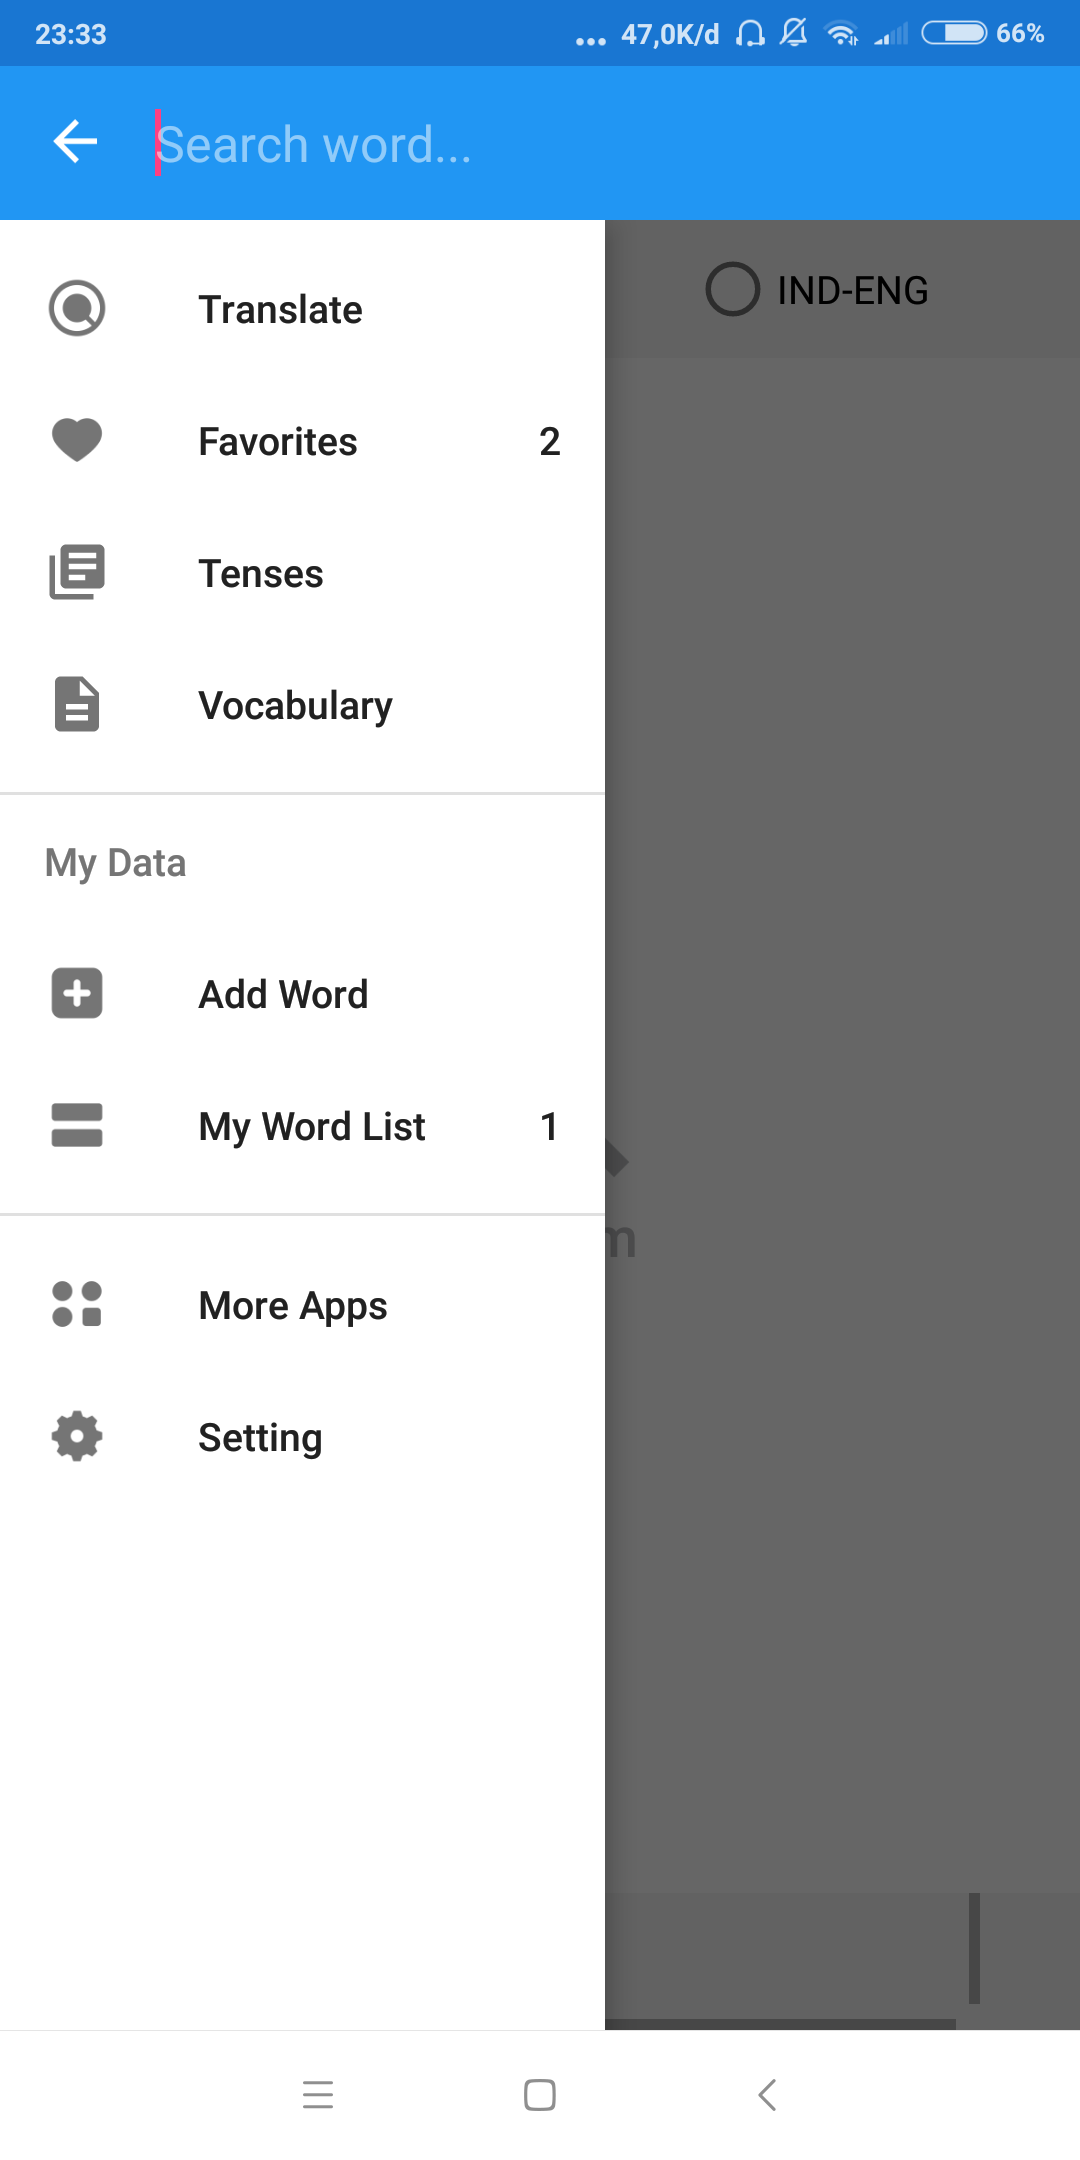 23:33
... 47,0K/d 66%
Search word...
IND-ENG
Translate
Favorites 2
Tenses
Vocabulary
My Data
Add Word
My Word List 1
m
More Apps
Setting